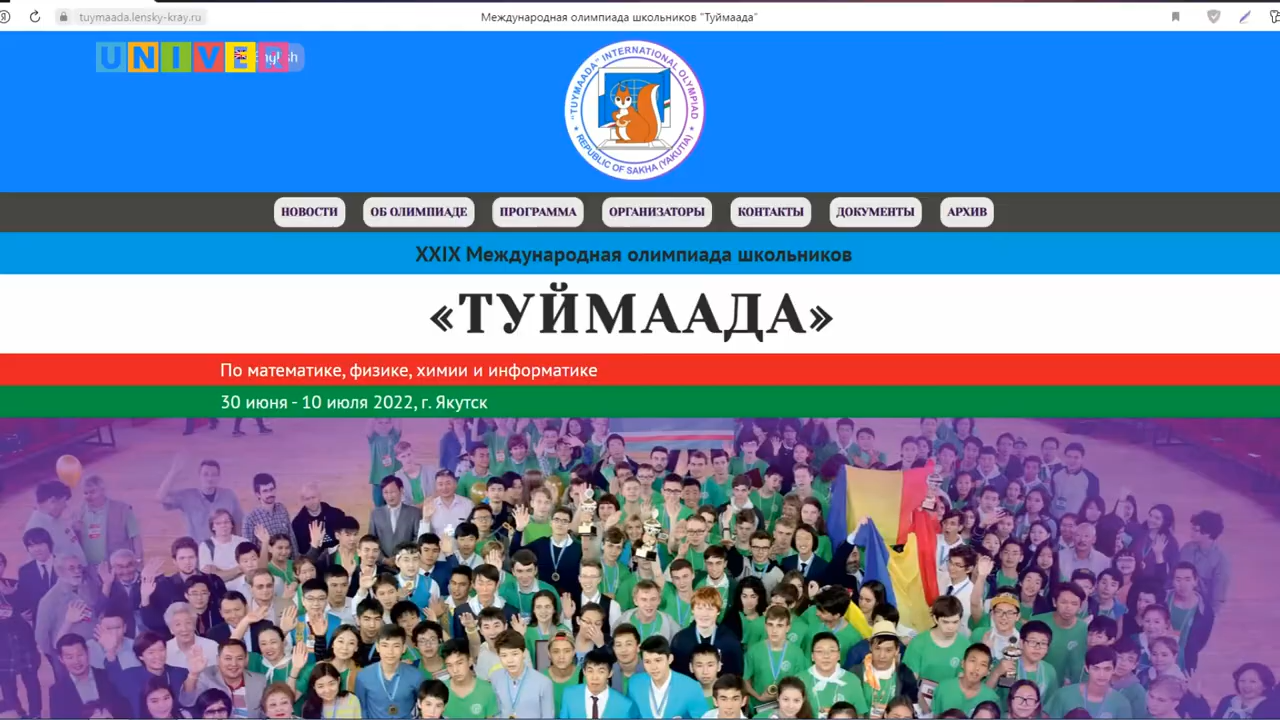 tuymaada.lensky-kray.ru
Международная олимпиада школьников "Туймаада"
UNIVER
English
"TUYMAADA" INTERNATIONAL OLYMPIAD
REPUBLIC OF SAKHA (YAKUTIA)
НОВОСТИ
ОБ ОЛИМПИАДЕ
ПРОГРАММА
ОРГАНИЗАТОРЫ
КОНТАКТЫ
ДОКУМЕНТЫ
АРХИВ
XXIX Международная олимпиада школьников
«ТУЙМААДА»
По математике, физике, химии и информатике
30 июня - 10 июля 2022, г. Якутск